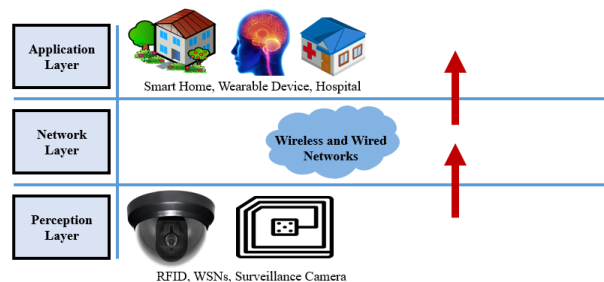 Application
Layer
Smart Home, Wearable Device, Hospital
Network
Layer
Wireless and Wired
Networks
Perception
Layer
RFID, WSNs, Surveillance Camera